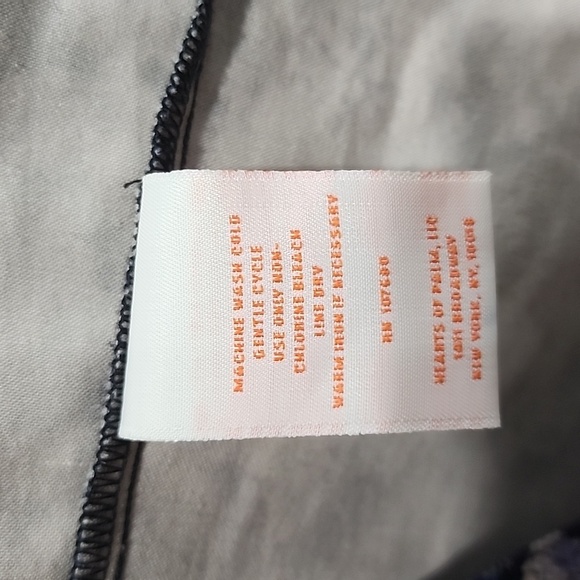 MACHINE WASH COLD
GENTLE CYCLE
USE ONLY NON-
CHLORINE BLEACH
LINE DRY
WARM IRON IF NECESSARY
RN 107680
HEARTS OF PALM, LLC
1411 BROADWAY
NEW YORK, NY, 10018